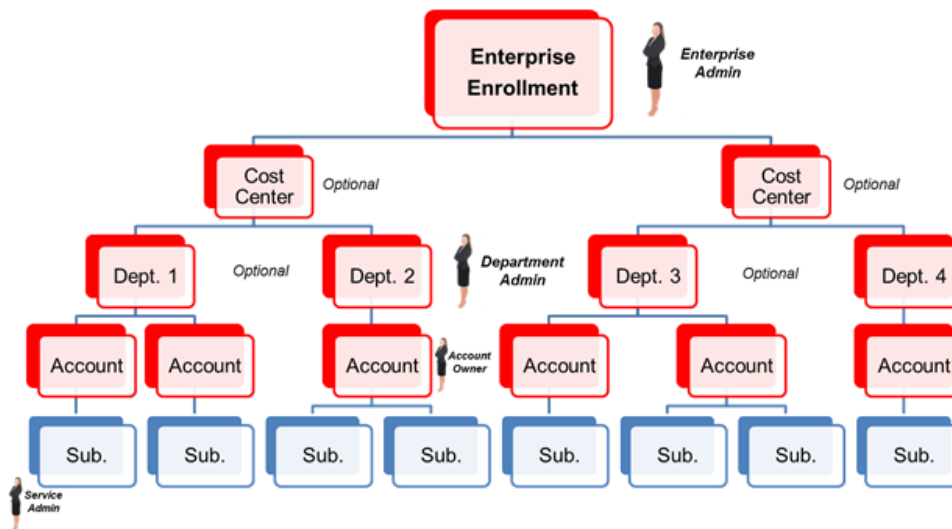 Enterprise
Enrollment
Enterprise
Admin
Cost
Center
Optional
Cost
Center
Optional
Dept. 1
Optional
Dept. 2
Department
Admin
Dept. 3
Optional
Dept. 4
Account
Account
Account
Account
Owner
Account
Account
Account
Sub.
Sub.
Sub.
Sub.
Sub.
Sub.
Sub.
Sub.
Service
Admin